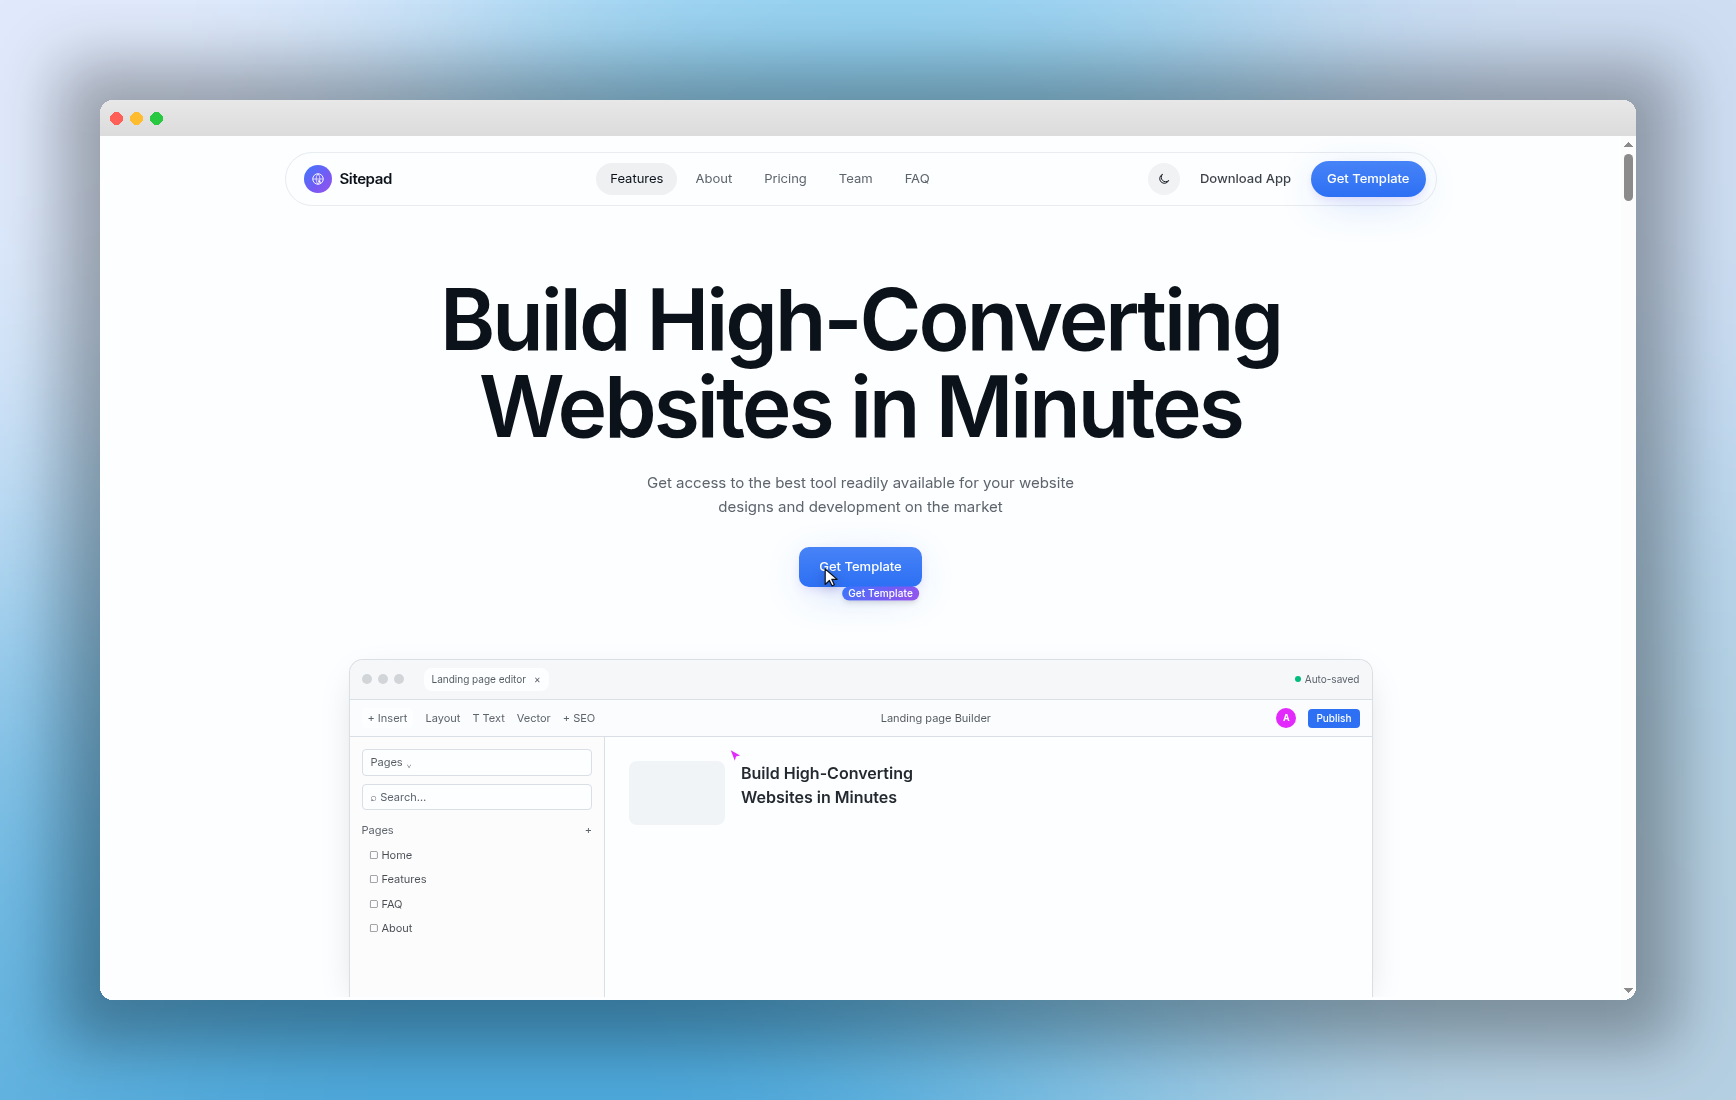 Sitepad
Features
About
Pricing
Team
FAQ
Download App
Get Template
Build High-Converting
Websites in Minutes
Get access to the best tool readily available for your website
designs and development on the market
Get Template
Get Template
Landing page editor ×
Auto-saved
+ Insert
Layout
T Text
Vector
+ SEO
Landing page Builder
A
Publish
Pages
Search...
Pages +
Home
Features
FAQ
About
Build High-Converting
Websites in Minutes